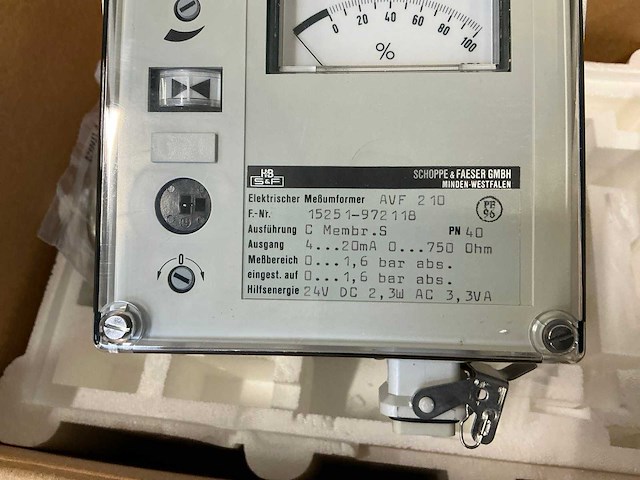 0 20 40 60 80 100
%
H&B
S&F
SCHOPPE & FAESER GMBH
MINDEN-WESTFALEN
Elektrischer Meßumformer AVF 210
F.-Nr. 15251-972118
PF
96
Ausführung C Membr.S PN 40
Ausgang 4...20mA 0...750 Ohm
Meßbereich 0...1,6 bar abs.
eingest. auf 0...1,6 bar abs.
Hilfsenergie 24V DC 2,3W AC 3,3VA
0